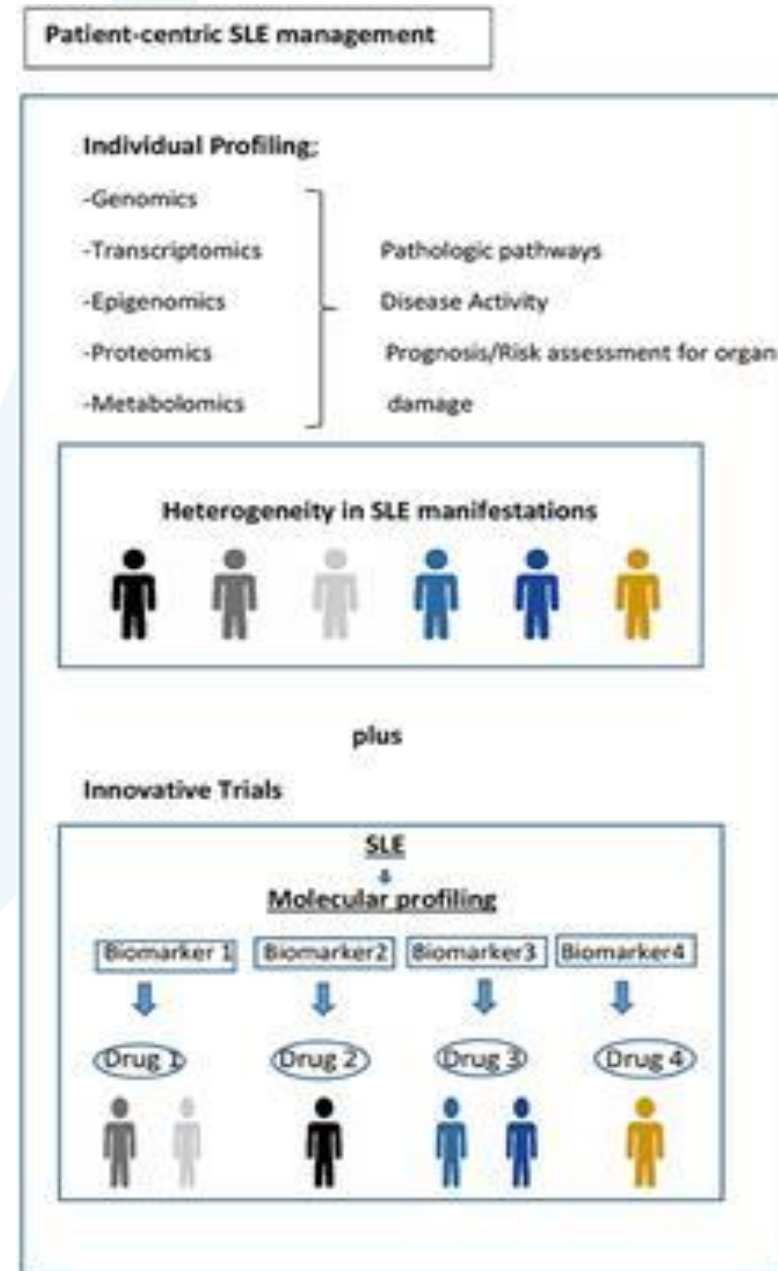 Patient-centric SLE management
Individual Profiling:
-Genomics
-Transcriptomics
-Epigenomics
-Proteomics
-Metabolomics
Pathologic pathways
Disease Activity
Prognosis/Risk assessment for organ
damage
Heterogeneity in SLE manifestations
plus
Innovative Trials
SLE
Molecular profiling
Biomarker 1
Biomarker2
Biomarker3
Biomarker4
Drug 1
Drug 2
Drug 3
Drug 4